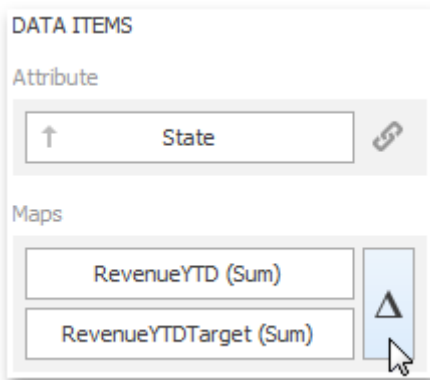 DATA ITEMS
Attribute
State
Maps
RevenueYTD (Sum)
RevenueYTDTarget (Sum)